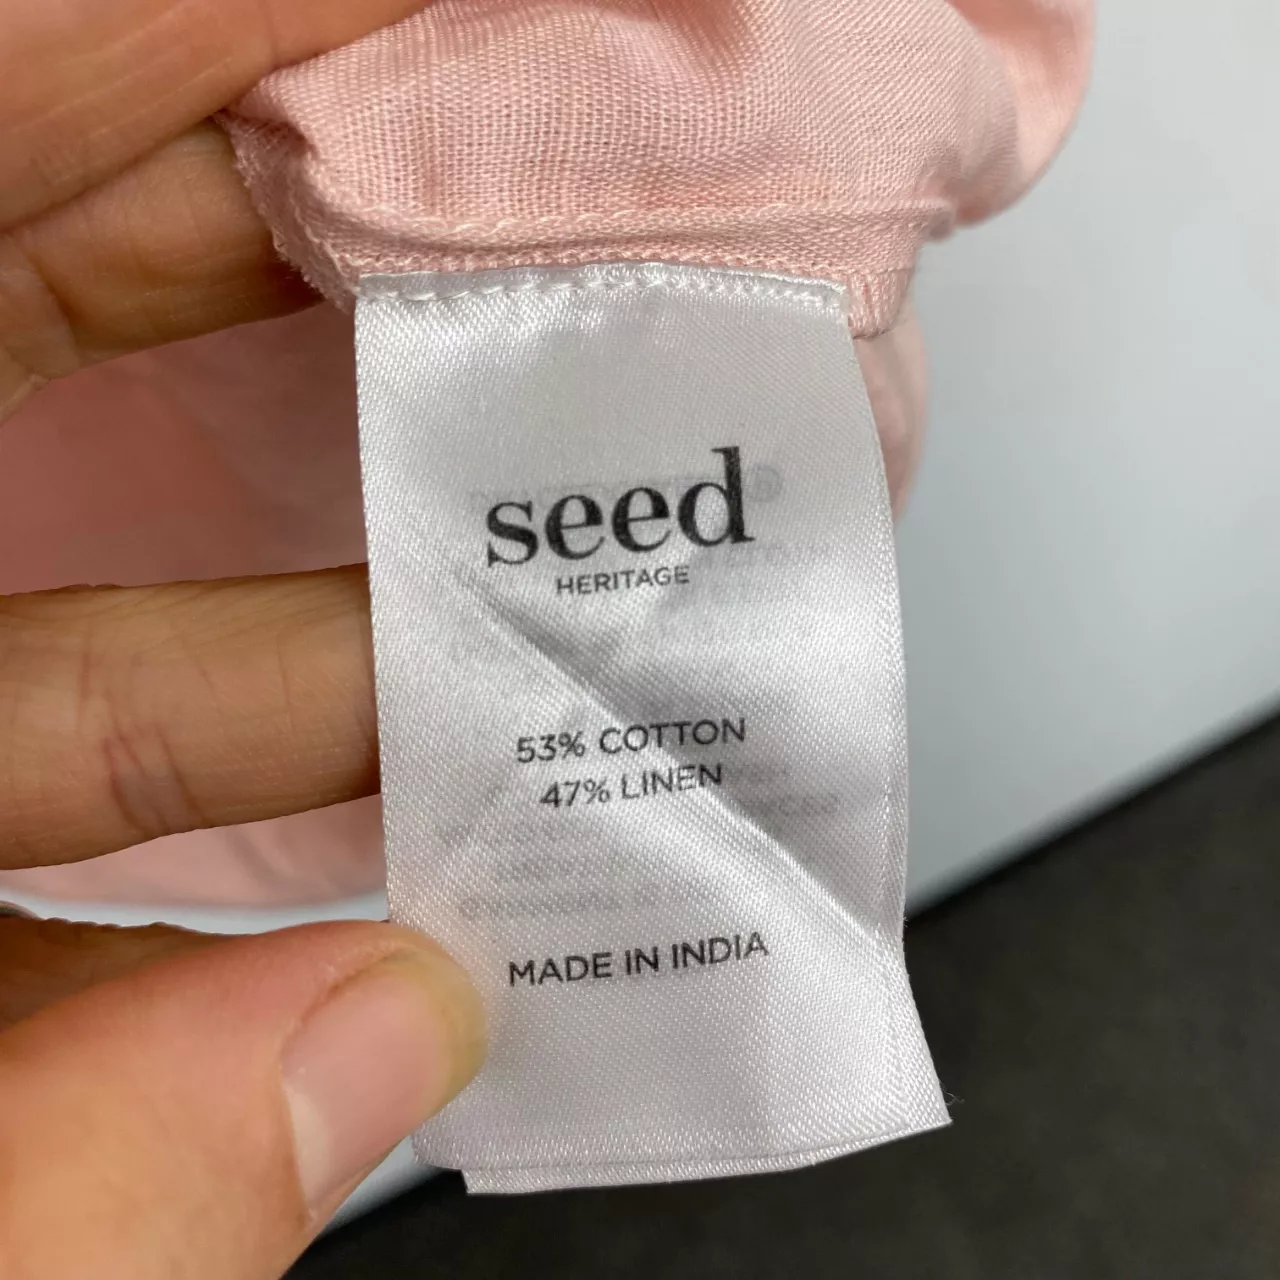 seed
HERITAGE
53% COTTON
47% LINEN
MADE IN INDIA